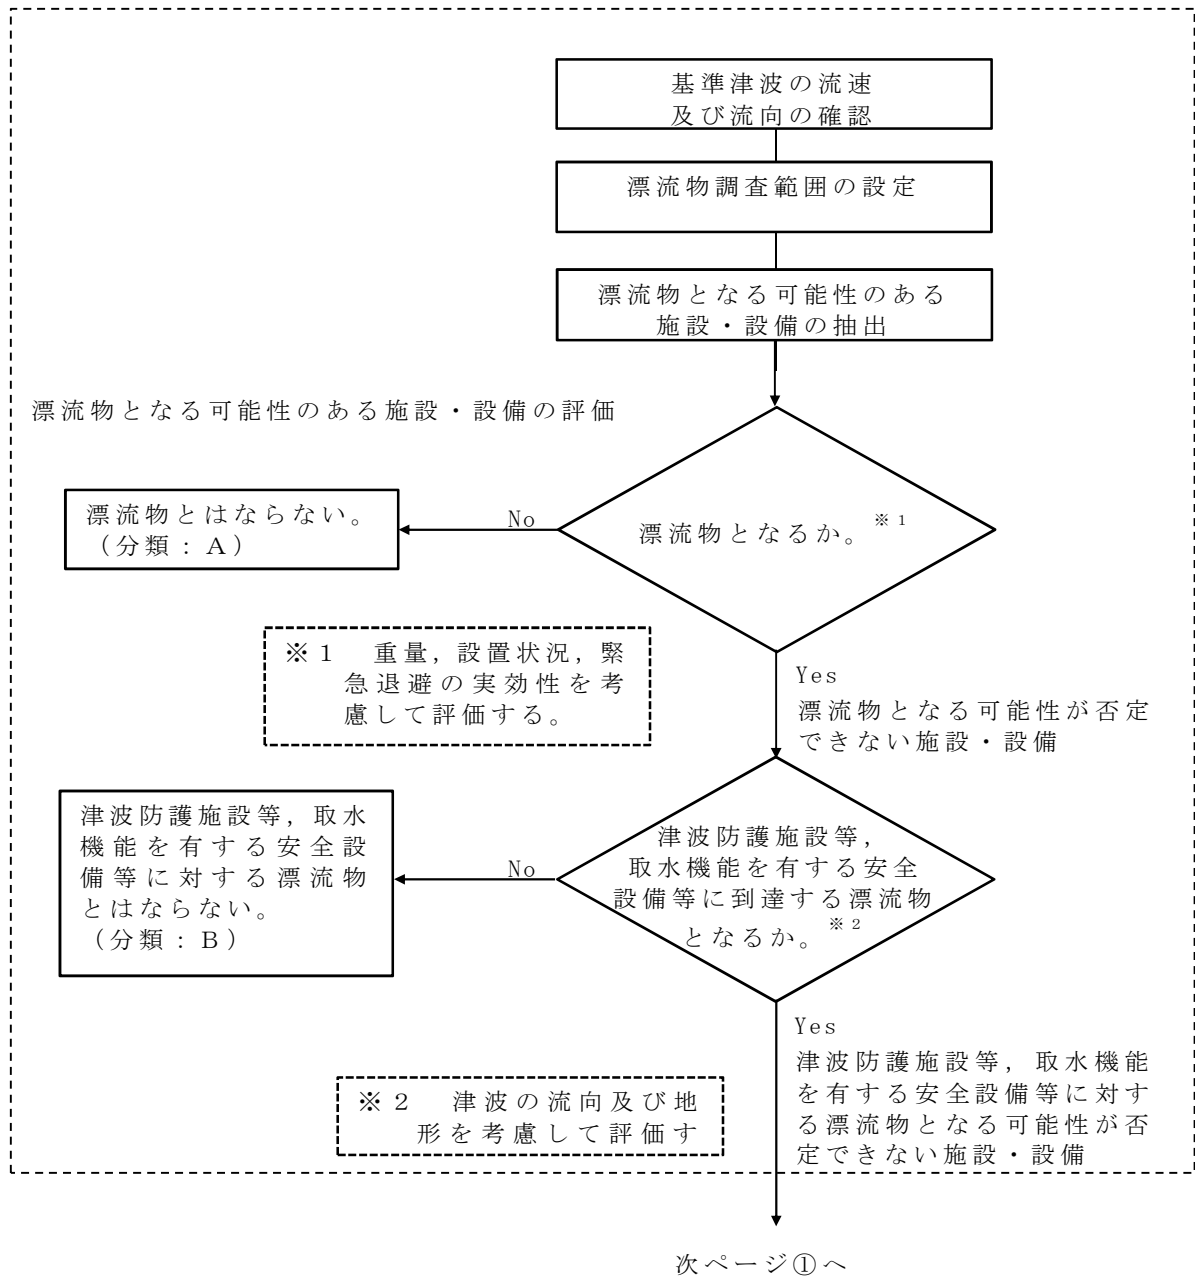 基準津波の流速
及び流向の確認
漂流物調査範囲の設定
漂流物となる可能性のある
施設・設備の抽出
漂流物となる可能性のある施設・設備の評価
漂流物となるか。※1
No
漂流物とはならない。
（分類：A）
※1　重量，設置状況，緊
急退避の実効性を考
慮して評価する。
Yes
漂流物となる可能性が否定
できない施設・設備
津波防護施設等，
取水機能を有する安全
設備等に到達する漂流物
となるか。※2
No
津波防護施設等，取水
機能を有する安全設
備等に対する漂流物
とはならない。
（分類：B）
※2　津波の流向及び地
形を考慮して評価す
Yes
津波防護施設等，取水機能
を有する安全設備等に対す
る漂流物となる可能性が否
定できない施設・設備
次ページ①へ